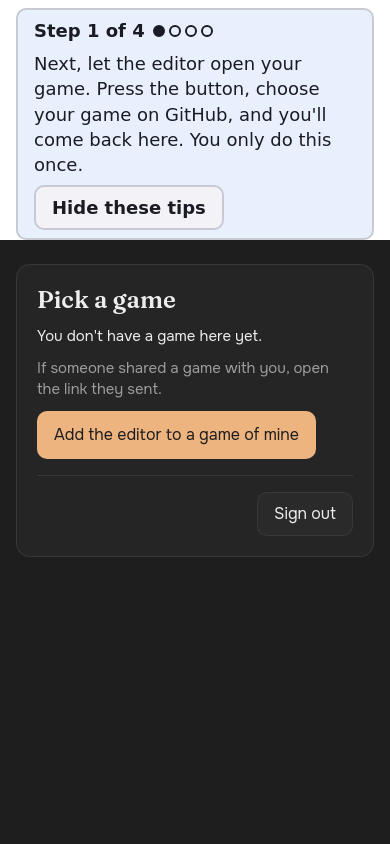 Step 1 of 4
Next, let the editor open your
game. Press the button, choose
your game on GitHub, and you'll
come back here. You only do this
once.
Hide these tips
Pick a game
You don't have a game here yet.
If someone shared a game with you, open
the link they sent.
Add the editor to a game of mine
Sign out